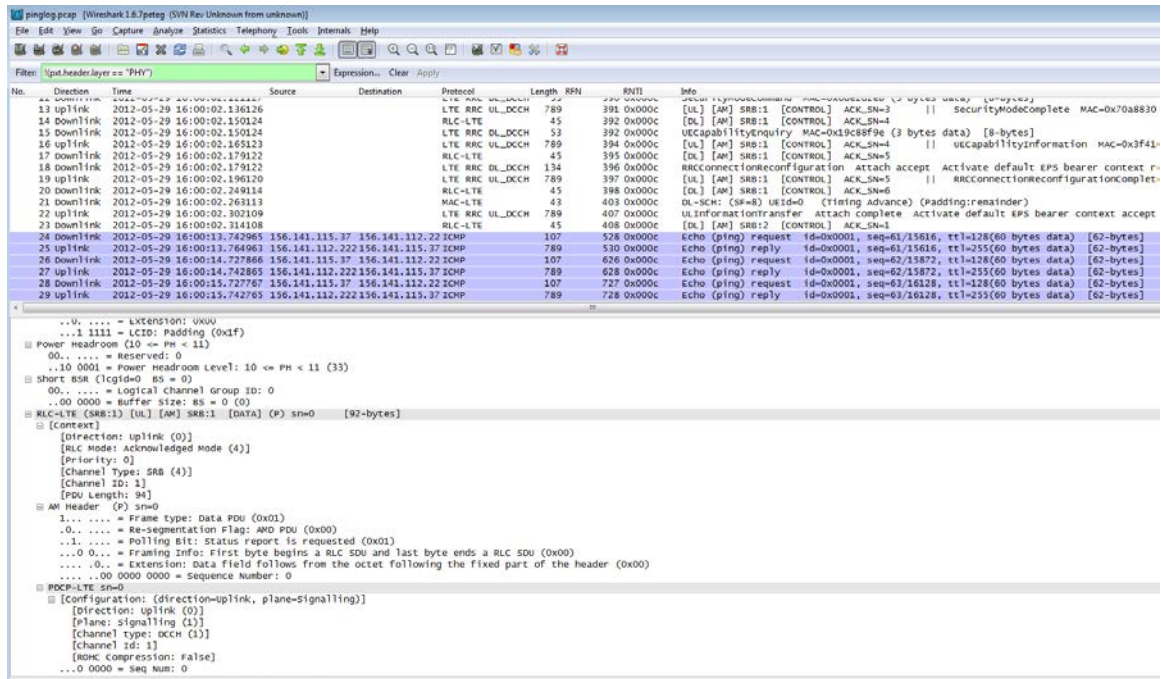 pinglog.pcap [Wireshark 1.6.7peteg (SVN Rev Unknown from unknown)]
File Edit View Go Capture Analyze Statistics Telephony Tools Internals Help
Filter: !(pxt.header.layer == "PHY") Expression... Clear Apply
No. Direction Time Source Destination Protocol Length RFN RNTI Info
13 Uplink 2012-05-29 16:00:02.136126 LTE RRC UL_DCCH 789 391 0x000c [UL] [AM] SRB:1 [CONTROL] ACK_SN=3 || SecurityModeComplete MAC=0x70a8830
14 Downlink 2012-05-29 16:00:02.150124 RLC-LTE 45 392 0x000c [DL] [AM] SRB:1 [CONTROL] ACK_SN=4
15 Downlink 2012-05-29 16:00:02.150124 LTE RRC DL_DCCH 53 392 0x000c UECapabilityEnquiry MAC=0x19c88f9e (3 bytes data) [8-bytes]
16 Uplink 2012-05-29 16:00:02.165123 LTE RRC UL_DCCH 789 394 0x000c [UL] [AM] SRB:1 [CONTROL] ACK_SN=4 || UECapabilityInformation MAC=0x3f41
17 Downlink 2012-05-29 16:00:02.179122 RLC-LTE 45 395 0x000c [DL] [AM] SRB:1 [CONTROL] ACK_SN=5
18 Downlink 2012-05-29 16:00:02.179122 LTE RRC DL_DCCH 134 396 0x000c RRCConnectionReconfiguration Attach accept Activate default EPS bearer context r
19 Uplink 2012-05-29 16:00:02.196120 LTE RRC UL_DCCH 789 397 0x000c [UL] [AM] SRB:1 [CONTROL] ACK_SN=5 || RRCConnectionReconfigurationComplet
20 Downlink 2012-05-29 16:00:02.249114 RLC-LTE 45 398 0x000c [DL] [AM] SRB:1 [CONTROL] ACK_SN=6
21 Downlink 2012-05-29 16:00:02.263113 MAC-LTE 43 403 0x000c DL-SCH: (SF=8) UEId=0 (Timing Advance) (Padding:remainder)
22 Uplink 2012-05-29 16:00:02.302109 LTE RRC UL_DCCH 789 407 0x000c ULInformationTransfer Attach complete Activate default EPS bearer context accept
23 Downlink 2012-05-29 16:00:02.314108 RLC-LTE 45 408 0x000c [DL] [AM] SRB:2 [CONTROL] ACK_SN=1
24 Downlink 2012-05-29 16:00:13.742965 156.141.115.37 156.141.112.22 ICMP 107 528 0x000c Echo (ping) request id=0x0001, seq=61/15616, ttl=128(60 bytes data) [62-bytes]
25 Uplink 2012-05-29 16:00:13.764963 156.141.112.222 156.141.115.37 ICMP 789 530 0x000c Echo (ping) reply id=0x0001, seq=61/15616, ttl=255(60 bytes data) [62-bytes]
26 Downlink 2012-05-29 16:00:14.727866 156.141.115.37 156.141.112.22 ICMP 107 626 0x000c Echo (ping) request id=0x0001, seq=62/15872, ttl=128(60 bytes data) [62-bytes]
27 Uplink 2012-05-29 16:00:14.742865 156.141.112.222 156.141.115.37 ICMP 789 628 0x000c Echo (ping) reply id=0x0001, seq=62/15872, ttl=255(60 bytes data) [62-bytes]
28 Downlink 2012-05-29 16:00:15.727767 156.141.115.37 156.141.112.22 ICMP 107 727 0x000c Echo (ping) request id=0x0001, seq=63/16128, ttl=128(60 bytes data) [62-bytes]
29 Uplink 2012-05-29 16:00:15.742765 156.141.112.222 156.141.115.37 ICMP 789 728 0x000c Echo (ping) reply id=0x0001, seq=63/16128, ttl=255(60 bytes data) [62-bytes]
..0. .... = Extension: 0x00
...1 1111 = LCID: Padding (0x1f)
Power Headroom (10 <= PH < 11)
00.. .... = Reserved: 0
..10 0001 = Power Headroom Level: 10 <= PH < 11 (33)
Short BSR (lcgid=0 BS = 0)
00.. .... = Logical Channel Group ID: 0
..00 0000 = Buffer Size: BS = 0 (0)
RLC-LTE (SRB:1) [UL] [AM] SRB:1 [DATA] (P) sn=0 [92-bytes]
[Context]
[Direction: Uplink (0)]
[RLC Mode: Acknowledged Mode (4)]
[Priority: 0]
[Channel Type: SRB (4)]
[Channel ID: 1]
[PDU Length: 94]
AM Header (P) sn=0
1... .... = Frame type: Data PDU (0x01)
.0.. .... = Re-segmentation Flag: AMD PDU (0x00)
..1. .... = Polling Bit: Status report is requested (0x01)
...0 0... = Framing Info: First byte begins a RLC SDU and last byte ends a RLC SDU (0x00)
.... .0.. = Extension: Data field follows from the octet following the fixed part of the header (0x00)
.... ..00 0000 0000 = Sequence Number: 0
PDCP-LTE sn=0
[Configuration: (direction=Uplink, plane=Signalling)]
[Direction: Uplink (0)]
[Plane: Signalling (1)]
[Channel type: DCCH (1)]
[Channel Id: 1]
[ROHC Compression: False]
...0 0000 = Seq Num: 0